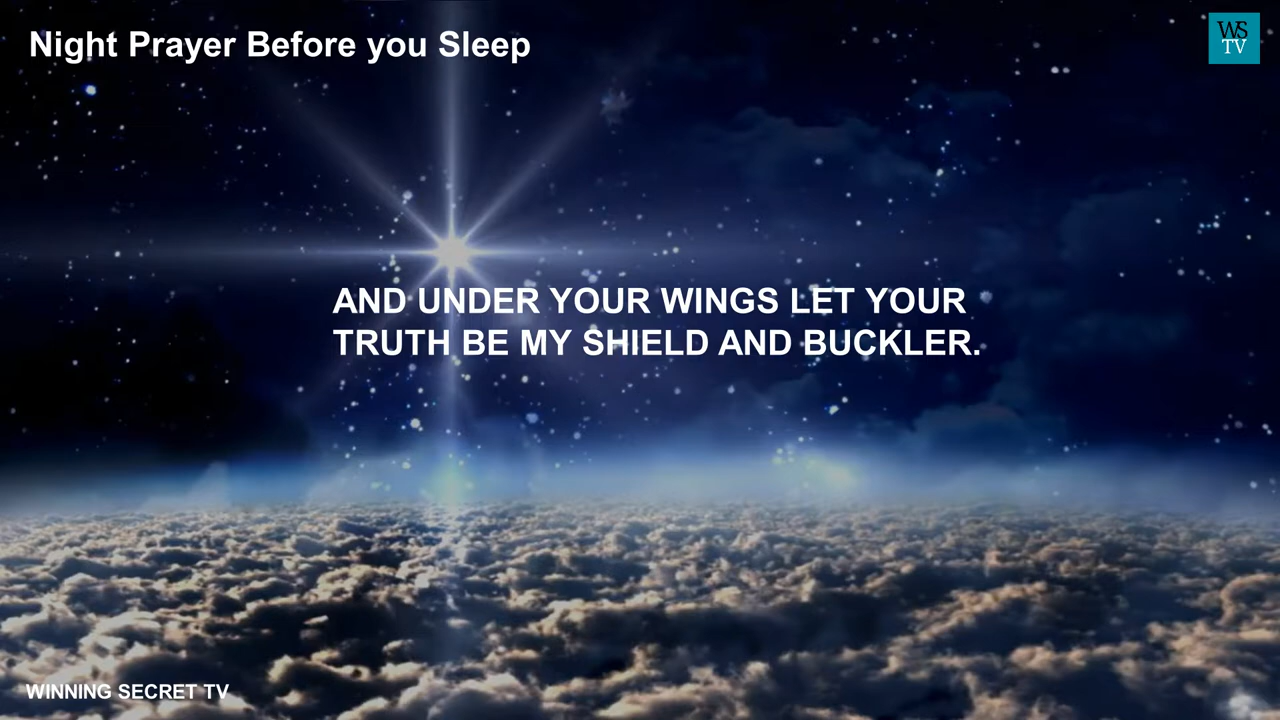 Night Prayer Before you Sleep
WS
TV
AND UNDER YOUR WINGS LET YOUR
TRUTH BE MY SHIELD AND BUCKLER.
WINNING SECRET TV